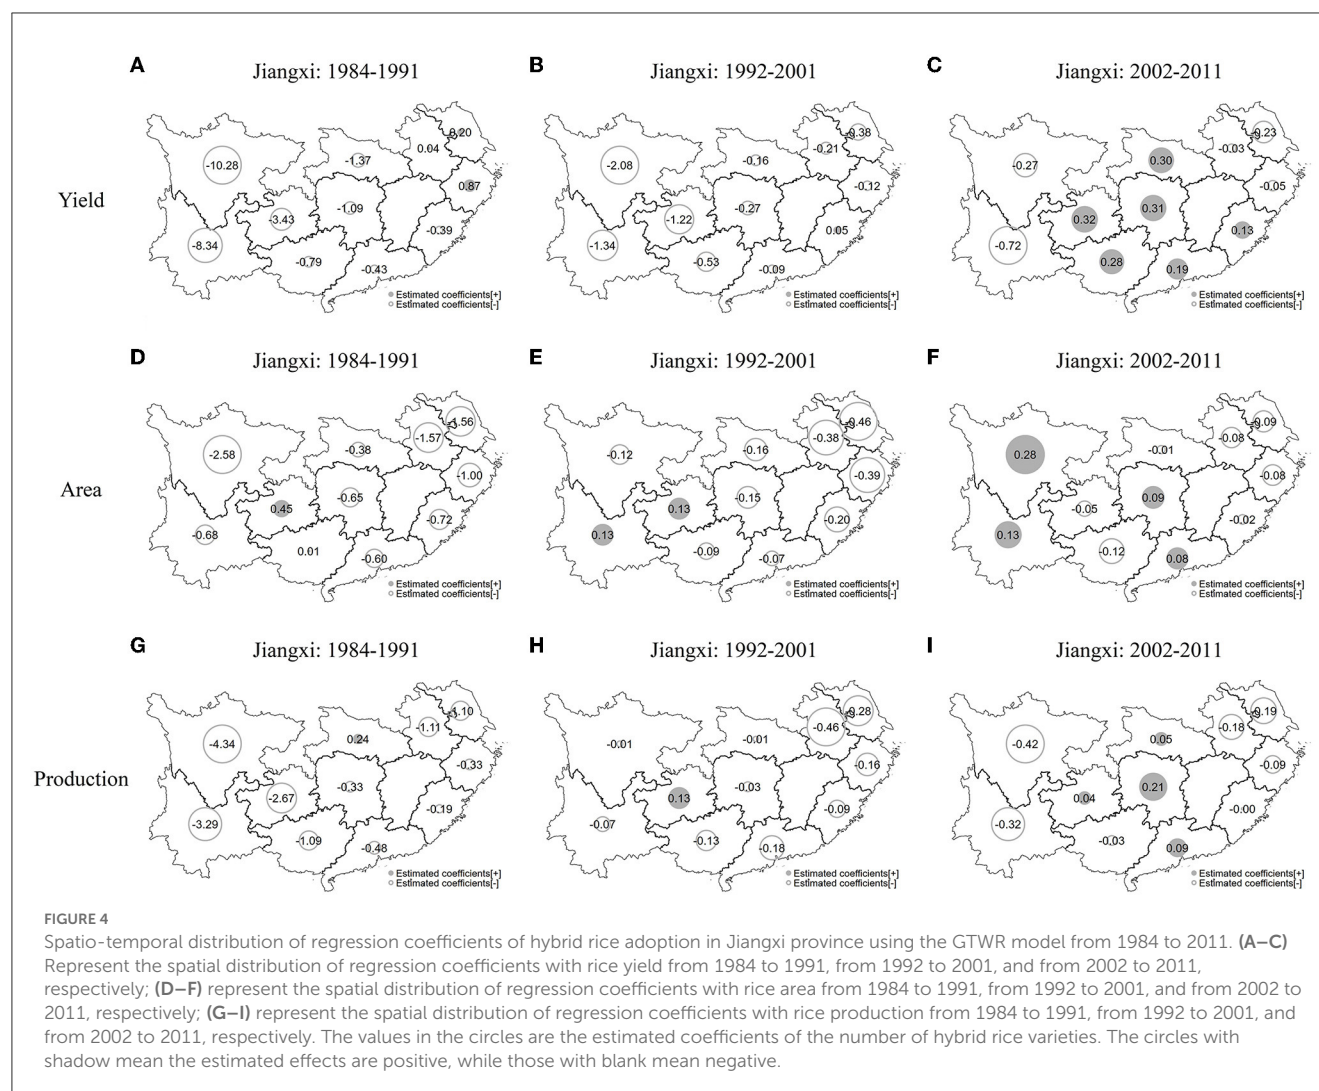 A
Jiangxi: 1984-1991
B
Jiangxi: 1992-2001
C
Jiangxi: 2002-2011
Yield
0.20
0.04
-10.28
-1.37
0.87
-1.09
-3.43
-0.39
-8.34
-0.79
-0.43
Estimated coefficients[+]
Estimated coefficients[-]
-0.38
-0.21
-2.08
-0.16
-0.12
-0.27
-1.22
0.05
-1.34
-0.53
-0.09
Estimated coefficients[+]
Estimated coefficients[-]
-0.23
-0.03
-0.27
0.30
-0.05
0.31
0.32
0.13
-0.72
0.28
0.19
Estimated coefficients[+]
Estimated coefficients[-]
D
Jiangxi: 1984-1991
E
Jiangxi: 1992-2001
F
Jiangxi: 2002-2011
Area
-1.56
-1.57
-2.58
-0.38
-1.00
-0.65
0.45
-0.72
-0.68
0.01
-0.60
Estimated coefficients[+]
Estimated coefficients[-]
-0.46
-0.38
-0.12
-0.16
-0.39
-0.15
0.13
-0.20
0.13
-0.09
-0.07
Estimated coefficients[+]
Estimated coefficients[-]
-0.09
-0.08
0.28
-0.01
-0.08
0.09
-0.05
-0.02
0.13
-0.12
0.08
Estimated coefficients[+]
Estimated coefficients[-]
G
Jiangxi: 1984-1991
H
Jiangxi: 1992-2001
I
Jiangxi: 2002-2011
Production
-1.10
-1.11
-4.34
0.24
-0.33
-0.33
-2.67
-0.19
-3.29
-1.09
-0.48
Estimated coefficients[+]
Estimated coefficients[-]
-0.28
-0.46
-0.01
-0.01
-0.16
-0.03
0.13
-0.09
-0.07
-0.13
-0.18
Estimated coefficients[+]
Estimated coefficients[-]
-0.19
-0.18
-0.42
0.05
-0.09
0.21
0.04
-0.00
-0.32
-0.03
0.09
Estimated coefficients[+]
Estimated coefficients[-]
FIGURE 4
Spatio-temporal distribution of regression coefficients of hybrid rice adoption in Jiangxi province using the GTWR model from 1984 to 2011. (A–C)
Represent the spatial distribution of regression coefficients with rice yield from 1984 to 1991, from 1992 to 2001, and from 2002 to 2011,
respectively; (D–F) represent the spatial distribution of regression coefficients with rice area from 1984 to 1991, from 1992 to 2001, and from 2002 to
2011, respectively; (G–I) represent the spatial distribution of regression coefficients with rice production from 1984 to 1991, from 1992 to 2001, and
from 2002 to 2011, respectively. The values in the circles are the estimated coefficients of the number of hybrid rice varieties. The circles with
shadow mean the estimated effects are positive, while those with blank mean negative.